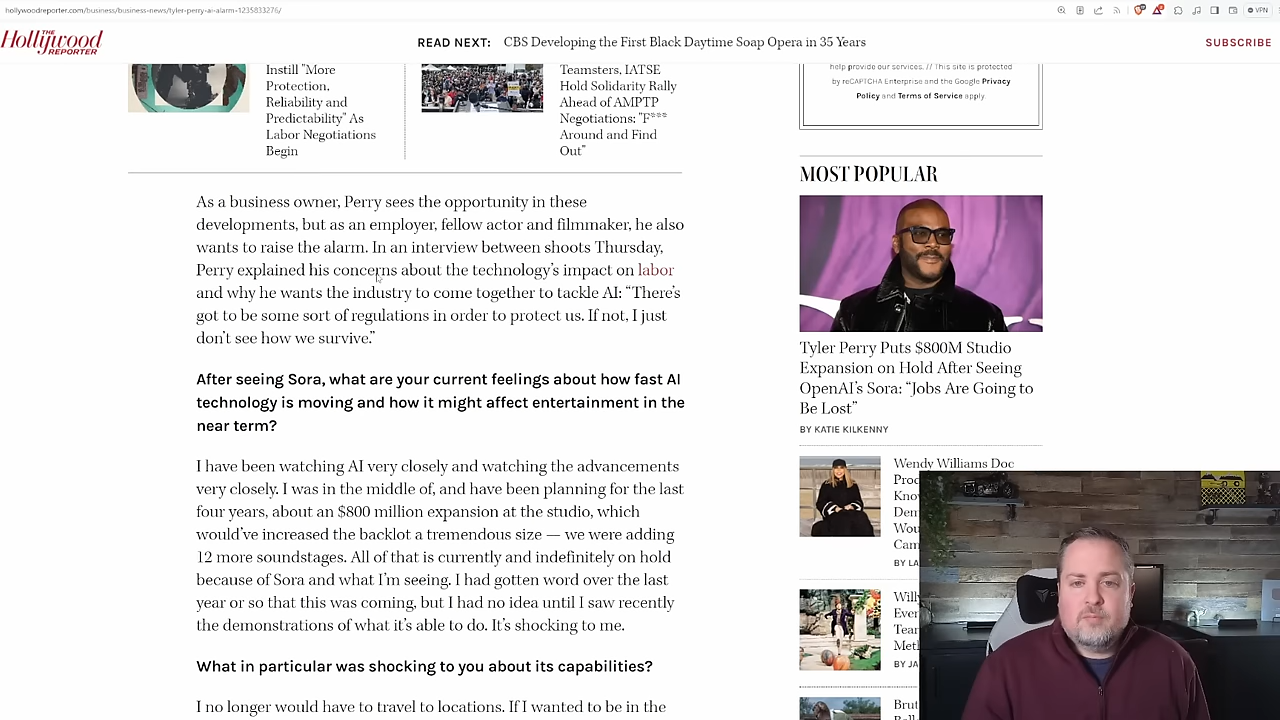 hollywoodreporter.com/business/business-news/tyler-perry-ai-alarm-1235833276/
VPN
THE
Hollywood
REPORTER
READ NEXT: CBS Developing the First Black Daytime Soap Opera in 35 Years
SUBSCRIBE
Instill "More
Protection,
Reliability and
Predictability" As
Labor Negotiations
Begin
Teamsters, IATSE
Hold Solidarity Rally
Ahead of AMPTP
Negotiations: "F***
Around and Find
Out"
As a business owner, Perry sees the opportunity in these
developments, but as an employer, fellow actor and filmmaker, he also
wants to raise the alarm. In an interview between shoots Thursday,
Perry explained his concerns about the technology's impact on labor
and why he wants the industry to come together to tackle AI: “There's
got to be some sort of regulations in order to protect us. If not, I just
don't see how we survive.”
After seeing Sora, what are your current feelings about how fast AI
technology is moving and how it might affect entertainment in the
near term?
I have been watching AI very closely and watching the advancements
very closely. I was in the middle of, and have been planning for the last
four years, about an $800 million expansion at the studio, which
would've increased the backlot a tremendous size — we were adding
12 more soundstages. All of that is currently and indefinitely on hold
because of Sora and what I'm seeing. I had gotten word over the last
year or so that this was coming, but I had no idea until I saw recently
the demonstrations of what it's able to do. It's shocking to me.
What in particular was shocking to you about its capabilities?
I no longer would have to travel to locations. If I wanted to be in the
help provide our services. // This site is protected
by reCAPTCHA Enterprise and the Google Privacy
Policy and Terms of Service apply.
MOST POPULAR
Tyler Perry Puts $800M Studio
Expansion on Hold After Seeing
OpenAI's Sora: “Jobs Are Going to
Be Lost”
BY KATIE KILKENNY
Wendy Williams Doc
Proc
Kno
Den
Wou
Cam
BY LA
Willy
Ever
Tear
Meth
BY JA
Brut